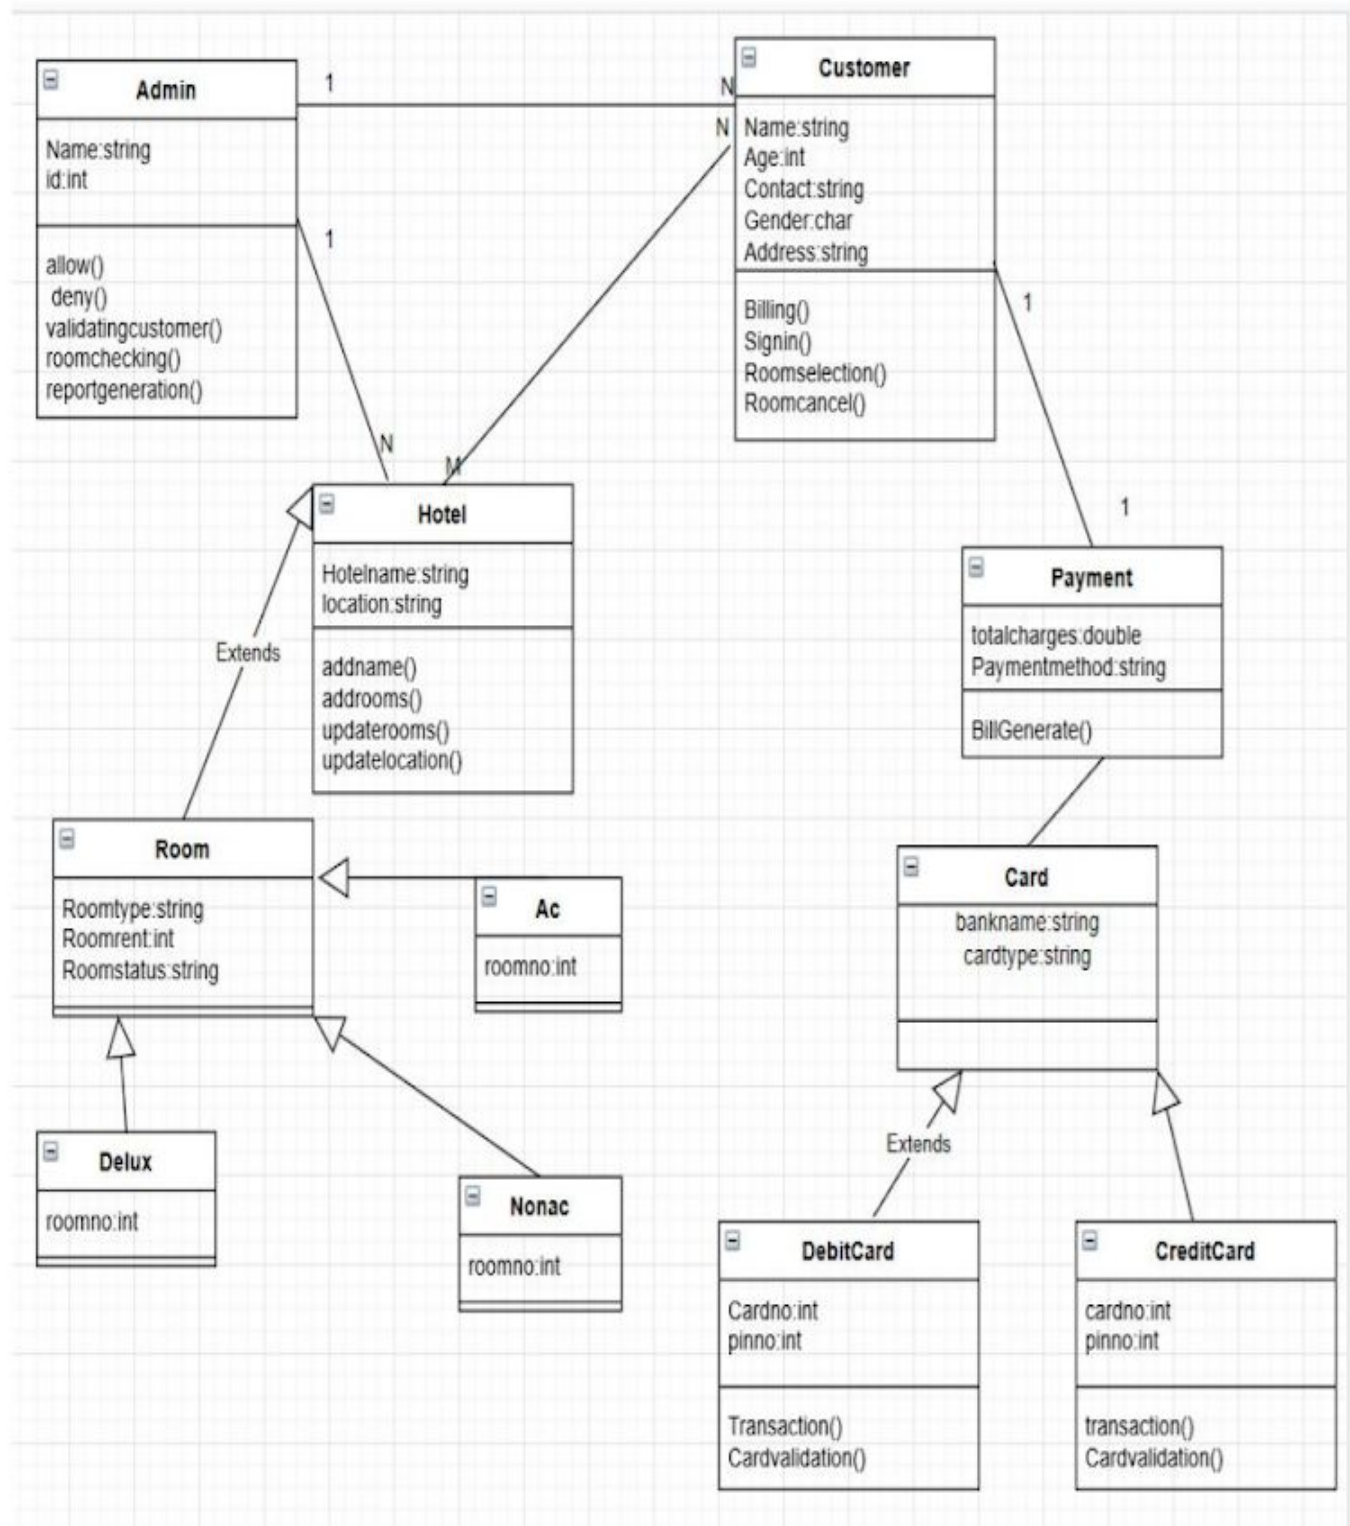 Admin
Name:string
id:int
allow()
deny()
validatingcustomer()
roomchecking()
reportgeneration()
1
N
1
N
Customer
Name:string
Age:int
Contact:string
Gender:char
Address:string
Billing()
Signin()
Roomselection()
Roomcancel()
N
M
1
1
Hotel
Hotelname:string
location:string
addname()
addrooms()
updaterooms()
updatelocation()
Extends
Payment
totalcharges:double
Paymentmethod:string
BillGenerate()
Room
Roomtype:string
Roomrent:int
Roomstatus:string
Ac
roomno:int
Card
bankname:string
cardtype:string
Delux
roomno:int
Nonac
roomno:int
Extends
DebitCard
Cardno:int
pinno:int
Transaction()
Cardvalidation()
CreditCard
cardno:int
pinno:int
transaction()
Cardvalidation()